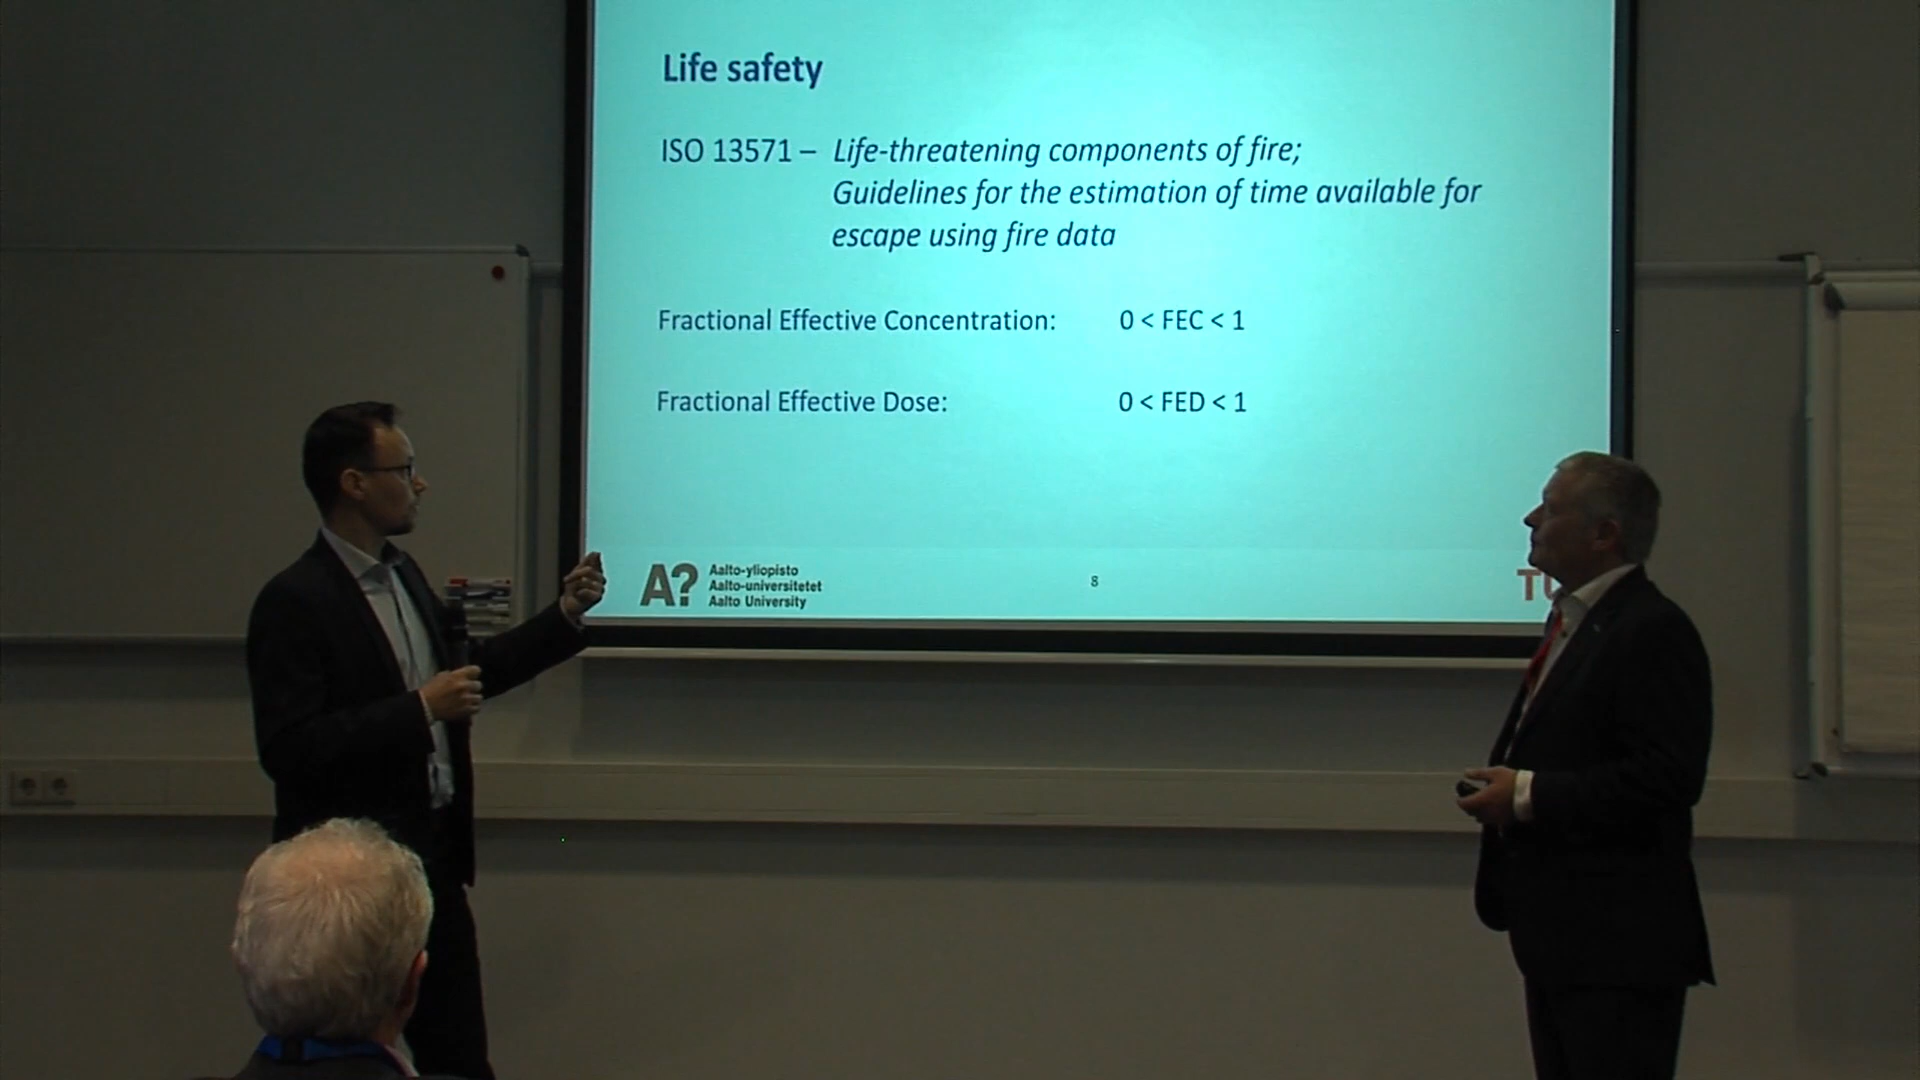 Life safety
ISO 13571 – Life-threatening components of fire;
Guidelines for the estimation of time available for
escape using fire data
Fractional Effective Concentration: 0 < FEC < 1
Fractional Effective Dose: 0 < FED < 1
A?
Aalto-yliopisto
Aalto-universitetet
Aalto University
8